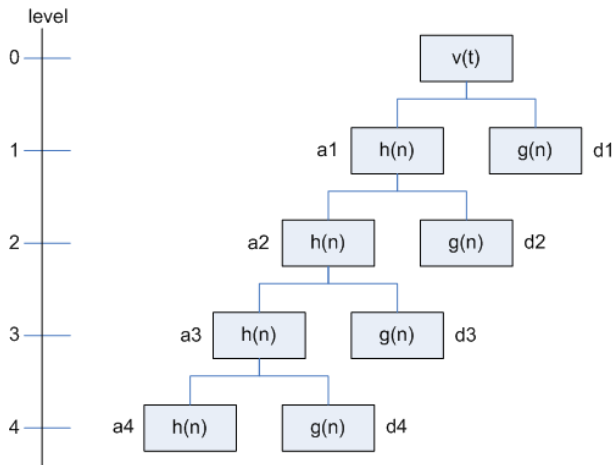 level
0 v(t)
1 a1 h(n) g(n) d1
2 a2 h(n) g(n) d2
3 a3 h(n) g(n) d3
4 a4 h(n) g(n) d4